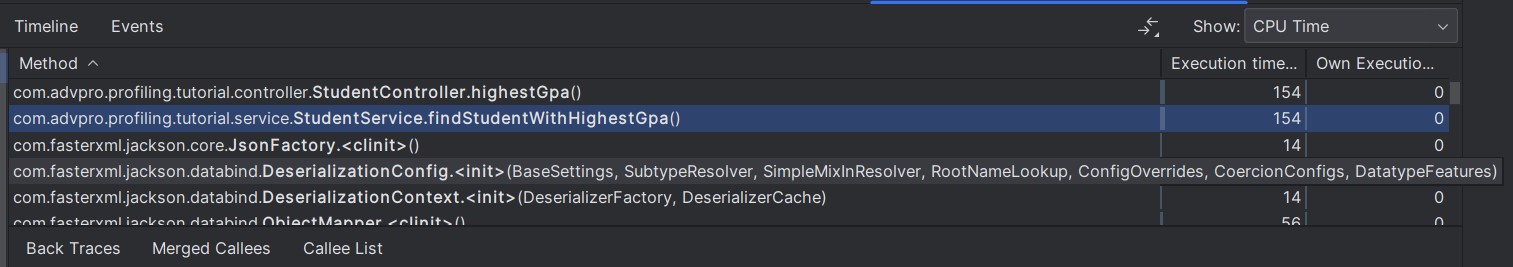 Timeline Events Show: CPU Time
Method Execution time... Own Executio...
com.advpro.profiling.tutorial.controller.StudentController.highestGpa() 154 0
com.advpro.profiling.tutorial.service.StudentService.findStudentWithHighestGpa() 154 0
com.fasterxml.jackson.core.JsonFactory.<clinit>() 14 0
com.fasterxml.jackson.databind.DeserializationConfig.<init>(BaseSettings, SubtypeResolver, SimpleMixInResolver, RootNameLookup, ConfigOverrides, CoercionConfigs, DatatypeFeatures)
com.fasterxml.jackson.databind.DeserializationContext.<init>(DeserializerFactory, DeserializerCache) 14 0
com.fasterxml.jackson.databind.ObjectMapper.<clinit>() 56 0
Back Traces Merged Callees Callee List